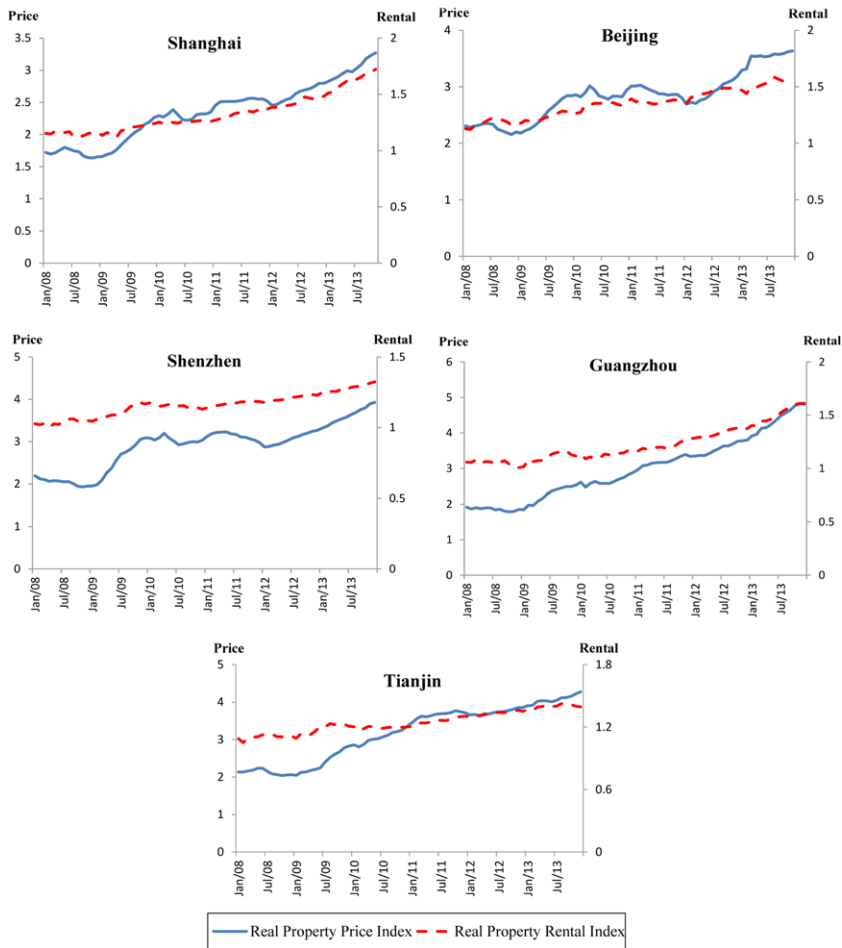 Price Rental
Shanghai
3.5 2
3
2.5 1.5
2
1.5 1
1 0.5
0.5
0 0
Jan/08 Jul/08 Jan/09 Jul/09 Jan/10 Jul/10 Jan/11 Jul/11 Jan/12 Jul/12 Jan/13 Jul/13
Price Rental
Beijing
4 2
3 1.5
2 1
1 0.5
0 0
Jan/08 Jul/08 Jan/09 Jul/09 Jan/10 Jul/10 Jan/11 Jul/11 Jan/12 Jul/12 Jan/13 Jul/13
Price Rental
Shenzhen
5 1.5
4
3 1
2 0.5
1
0 0
Jan/08 Jul/08 Jan/09 Jul/09 Jan/10 Jul/10 Jan/11 Jul/11 Jan/12 Jul/12 Jan/13 Jul/13
Price Rental
Guangzhou
6 2
5
4 1.5
3 1
2
1 0.5
0 0
Jan/08 Jul/08 Jan/09 Jul/09 Jan/10 Jul/10 Jan/11 Jul/11 Jan/12 Jul/12 Jan/13 Jul/13
Price Rental
Tianjin
5 1.8
4
3 1.2
2 0.6
1
0 0
Jan/08 Jul/08 Jan/09 Jul/09 Jan/10 Jul/10 Jan/11 Jul/11 Jan/12 Jul/12 Jan/13 Jul/13
Real Property Price Index Real Property Rental Index